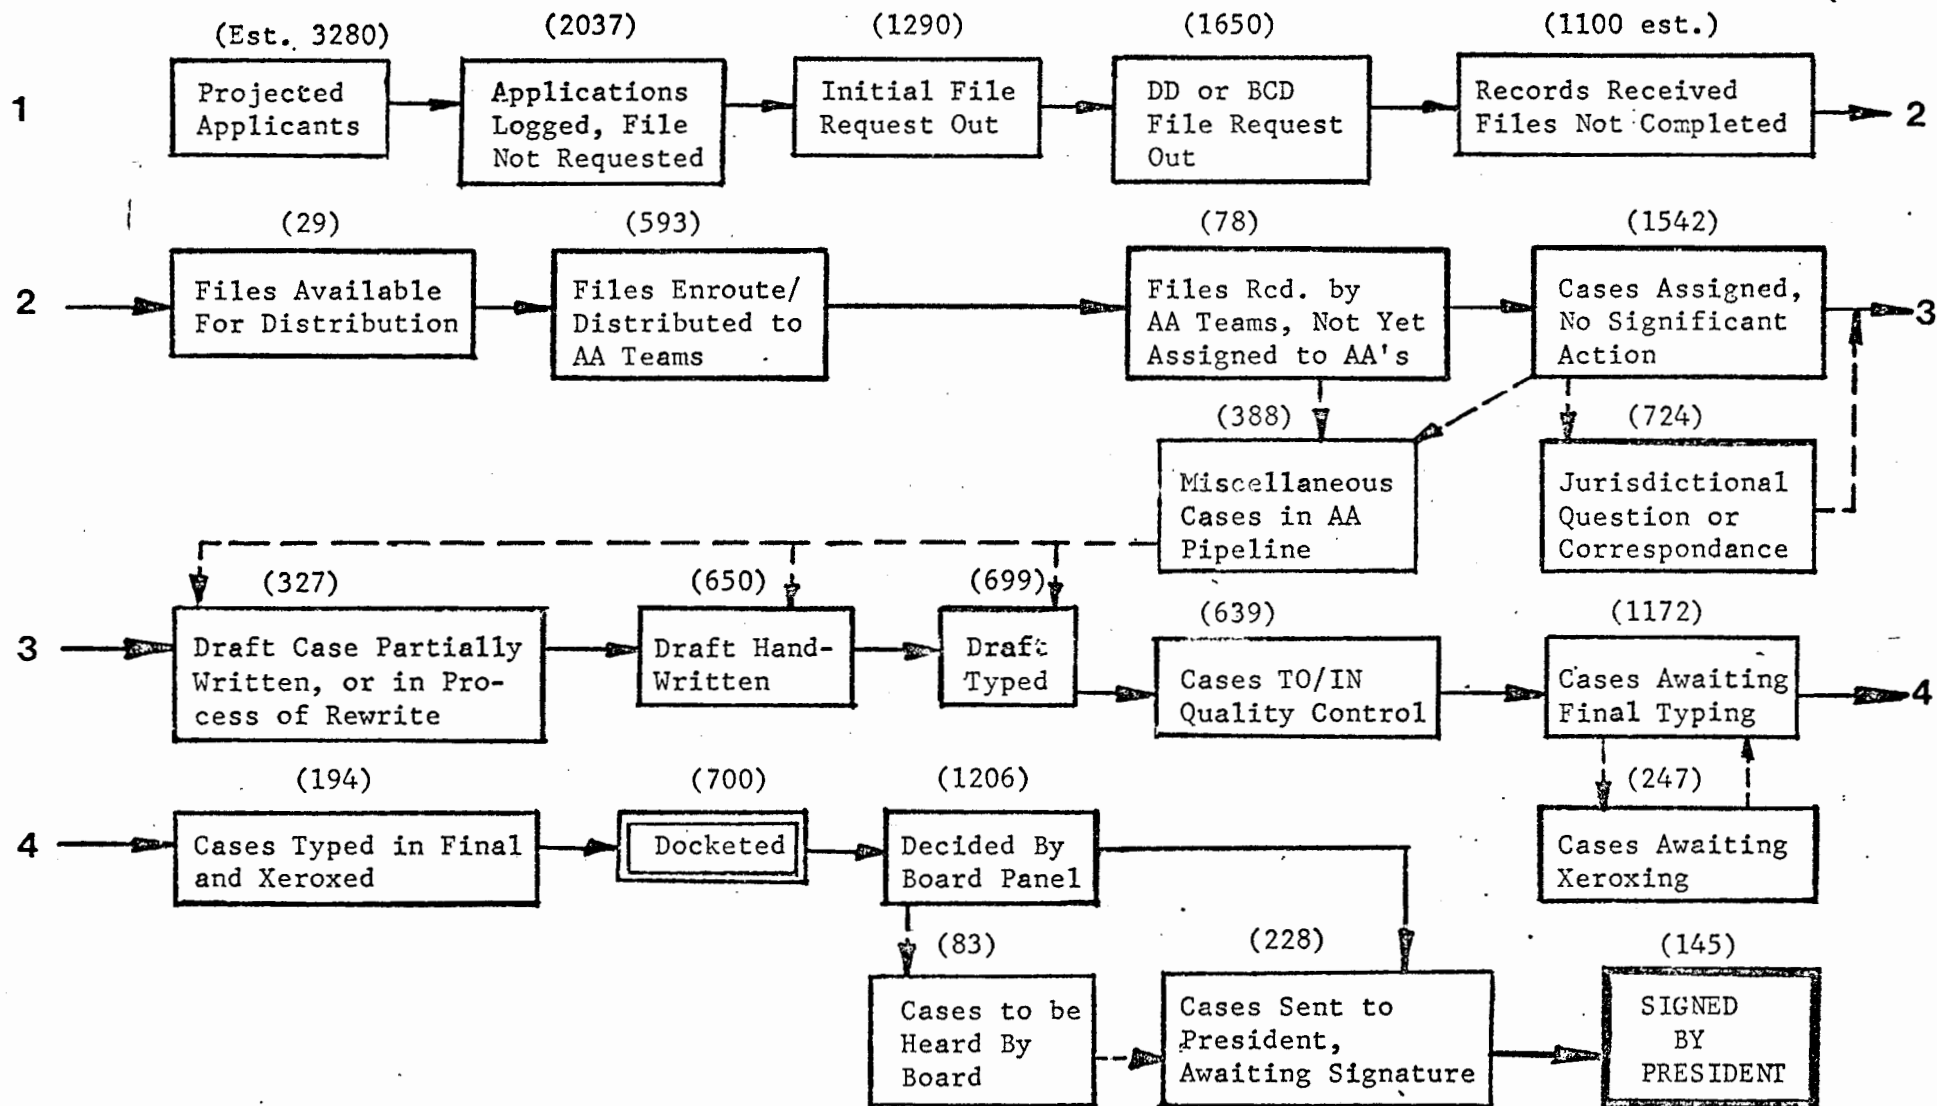 (Est. 3280)
(2037)
(1290)
(1650)
(1100 est.)
1
Projected
Applicants
Applications
Logged, File
Not Requested
Initial File
Request Out
DD or BCD
File Request
Out
Records Received
Files Not Completed
2
(29)
(593)
(78)
(1542)
2
Files Available
For Distribution
Files Enroute/
Distributed to
AA Teams
Files Rcd. by
AA Teams, Not Yet
Assigned to AA's
Cases Assigned,
No Significant
Action
3
(388)
(724)
Miscellaneous
Cases in AA
Pipeline
Jurisdictional
Question or
Correspondance
(327)
(650)
(699)
(639)
(1172)
3
Draft Case Partially
Written, or in Pro-
cess of Rewrite
Draft Hand-
Written
Draft
Typed
Cases TO/IN
Quality Control
Cases Awaiting
Final Typing
4
(194)
(700)
(1206)
(247)
4
Cases Typed in Final
and Xeroxed
Docketed
Decided By
Board Panel
Cases Awaiting
Xeroxing
(83)
(228)
(145)
Cases to be
Heard By
Board
Cases Sent to
President,
Awaiting Signature
SIGNED
BY
PRESIDENT